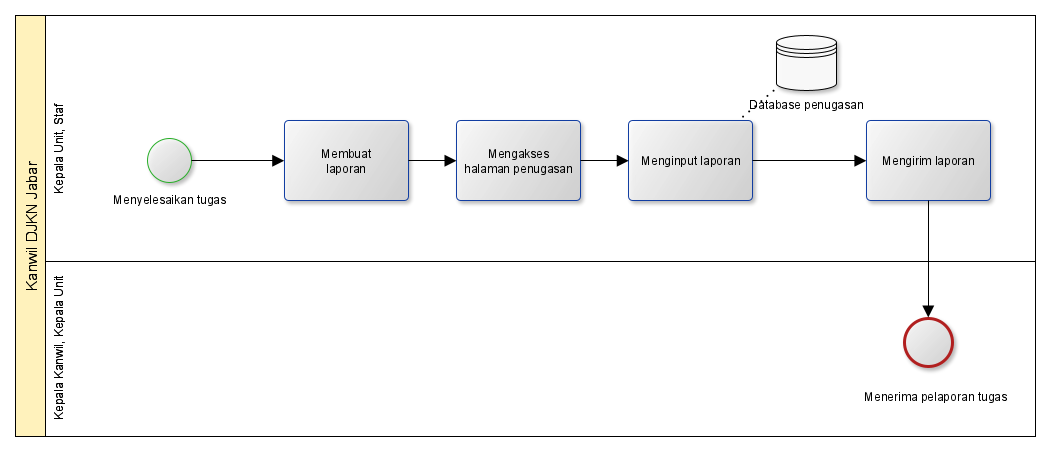 Kanwil DJKN Jabar
Kepala Unit, Staf
Menyelesaikan tugas
Membuat
laporan
Mengakses
halaman penugasan
Menginput laporan
Database penugasan
Mengirim laporan
Kepala Kanwil, Kepala Unit
Menerima pelaporan tugas